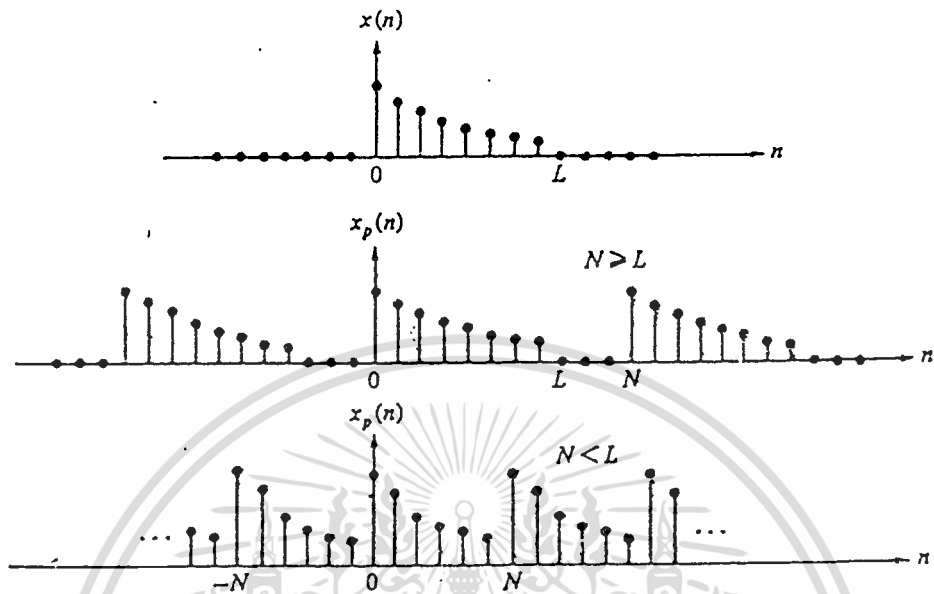 x(n)
n
0 L
x_p(n)
N ≥ L
n
0 L N
x_p(n)
N < L
... ...
n
-N 0 N